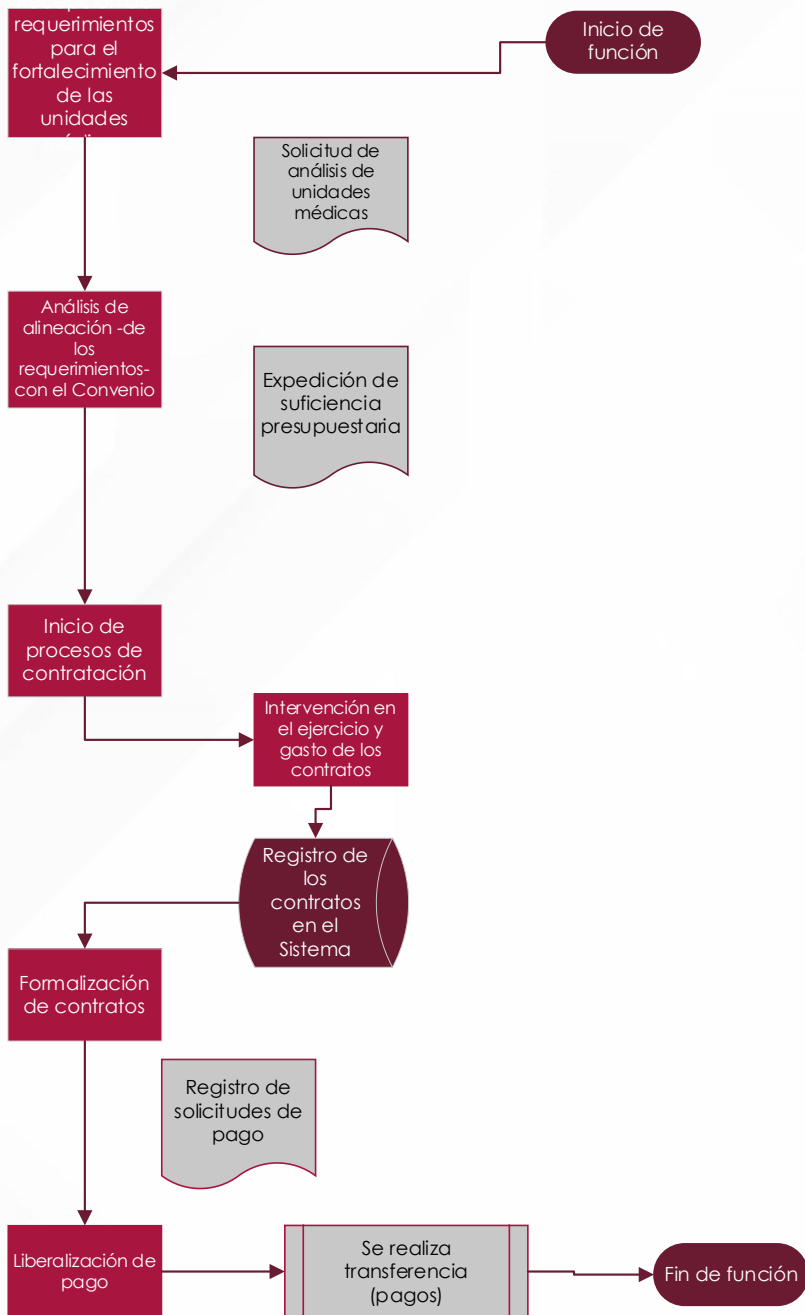 requerimientos
para el
fortalecimiento
de las
unidades
Inicio de
función
Solicitud de
análisis de
unidades
médicas
Análisis de
alineación -de
los
requerimientos-
con el Convenio
Expedición de
suficiencia
presupuestaria
Inicio de
procesos de
contratación
Intervención en
el ejercicio y
gasto de los
contratos
Registro de
los
contratos
en el
Sistema
Formalización
de contratos
Registro de
solicitudes de
pago
Liberalización de
pago
Se realiza
transferencia
(pagos)
Fin de función